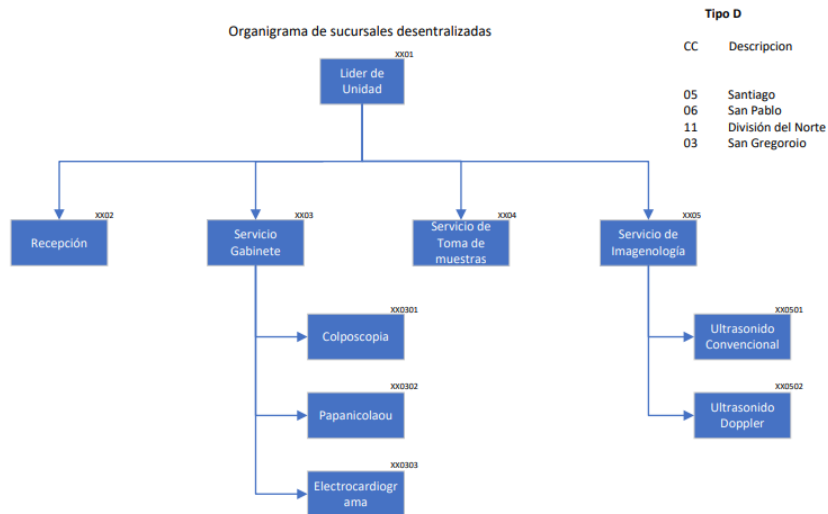 Tipo D
Organigrama de sucursales desentralizadas
CC Descripcion
XX01
Lider de
Unidad
05 Santiago
06 San Pablo
11 División del Norte
03 San Gregoroio
XX02
Recepción
XX03
Servicio
Gabinete
XX04
Servicio de
Toma de
muestras
XX05
Servicio de
Imagenología
XX0301
Colposcopia
XX0302
Papanicolaou
XX0303
Electrocardiogr
ama
XX0501
Ultrasonido
Convencional
XX0502
Ultrasonido
Doppler